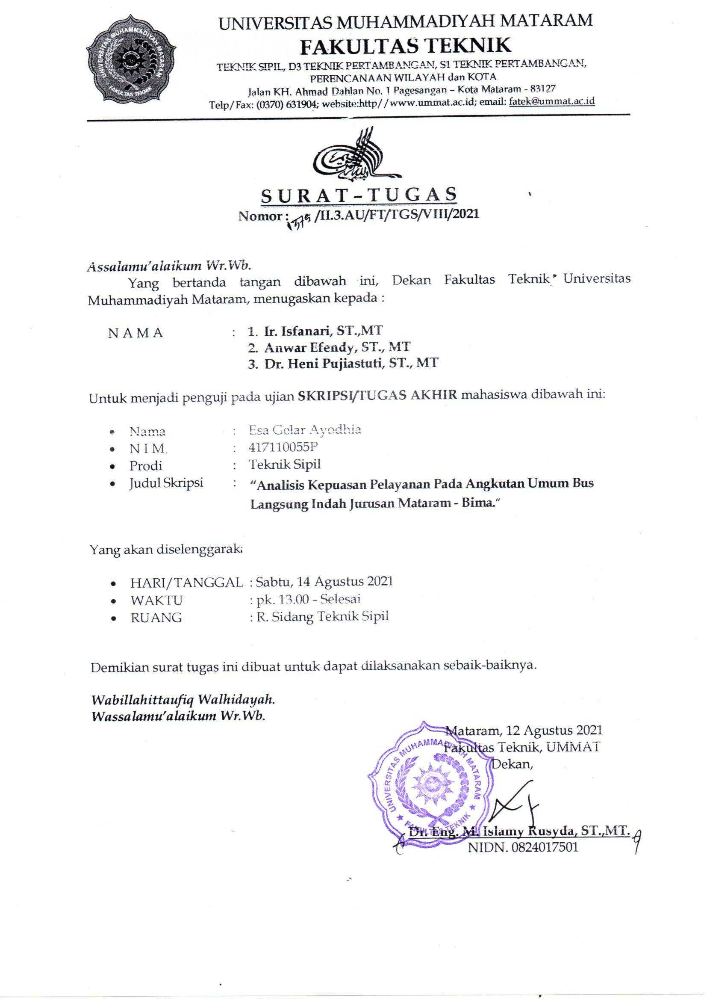 UNIVERSITAS MUHAMMADIYAH MATARAM
FAKULTAS TEKNIK
UNIVERSITAS MUHAMMADIYAH MATARAM
FAKULTAS TEKNIK
TEKNIK SIPIL, D3 TEKNIK PERTAMBANGAN, S1 TEKNIK PERTAMBANGAN,
PERENCANAAN WILAYAH dan KOTA
Jalan KH. Ahmad Dahlan No. 1 Pagesangan – Kota Mataram - 83127
Telp/Fax: (0370) 631904; website:http//www.ummat.ac.id; email: fatek@ummat.ac.id
SURAT-TUGAS
Nomor : /II.3.AU/FT/TGS/VIII/2021
Assalamu'alaikum Wr.Wb.
Yang bertanda tangan dibawah ini, Dekan Fakultas Teknik Universitas
Muhammadiyah Mataram, menugaskan kepada :
N A M A : 1. Ir. Isfanari, ST.,MT
2. Anwar Efendy, ST., MT
3. Dr. Heni Pujiastuti, ST., MT
Untuk menjadi penguji pada ujian SKRIPSI/TUGAS AKHIR mahasiswa dibawah ini:
• Nama : Esa Gelar Ayodhia
• N I M. : 417110055P
• Prodi : Teknik Sipil
• Judul Skripsi : “Analisis Kepuasan Pelayanan Pada Angkutan Umum Bus
Langsung Indah Jurusan Mataram - Bima.“
Yang akan diselenggarak
• HARI/TANGGAL : Sabtu, 14 Agustus 2021
• WAKTU : pk. 13.00 - Selesai
• RUANG : R. Sidang Teknik Sipil
Demikian surat tugas ini dibuat untuk dapat dilaksanakan sebaik-baiknya.
Wabillahittaufiq Walhidayah.
Wassalamu'alaikum Wr.Wb.
Mataram, 12 Agustus 2021
Fakultas Teknik, UMMAT
Dekan,
UNIVERSITAS MUHAMMADIYAH MATARAM
★ FAKULTAS TEKNIK ★
Dr. Eng. M. Islamy Rusyda, ST.,MT.
NIDN. 0824017501